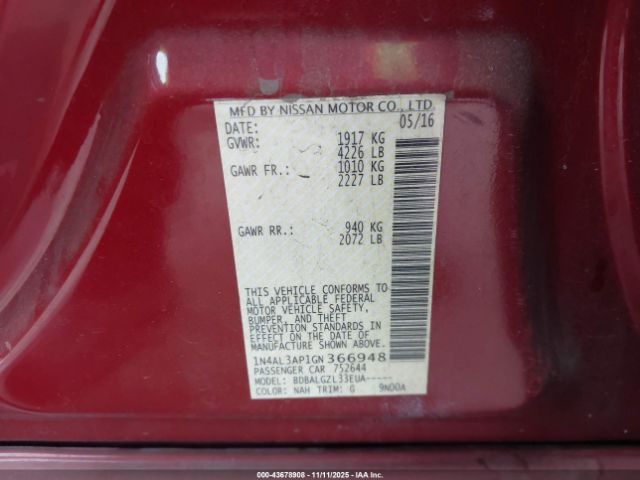 MFD BY NISSAN MOTOR CO., LTD.
DATE: 05/16
GVWR: 1917 KG
4226 LB
GAWR FR.: 1010 KG
2227 LB
GAWR RR.: 940 KG
2072 LB
THIS VEHICLE CONFORMS TO
ALL APPLICABLE FEDERAL
MOTOR VEHICLE SAFETY,
BUMPER, AND THEFT
PREVENTION STANDARDS IN
EFFECT ON THE DATE OF
MANUFACTURE SHOWN ABOVE.
1N4AL3AP1GN366948
PASSENGER CAR 752644
MODEL: BDBALGZL33EUA-----
COLOR: NAH TRIM: G 9N00A
000-43678908 - 11/11/2025 - IAA Inc.